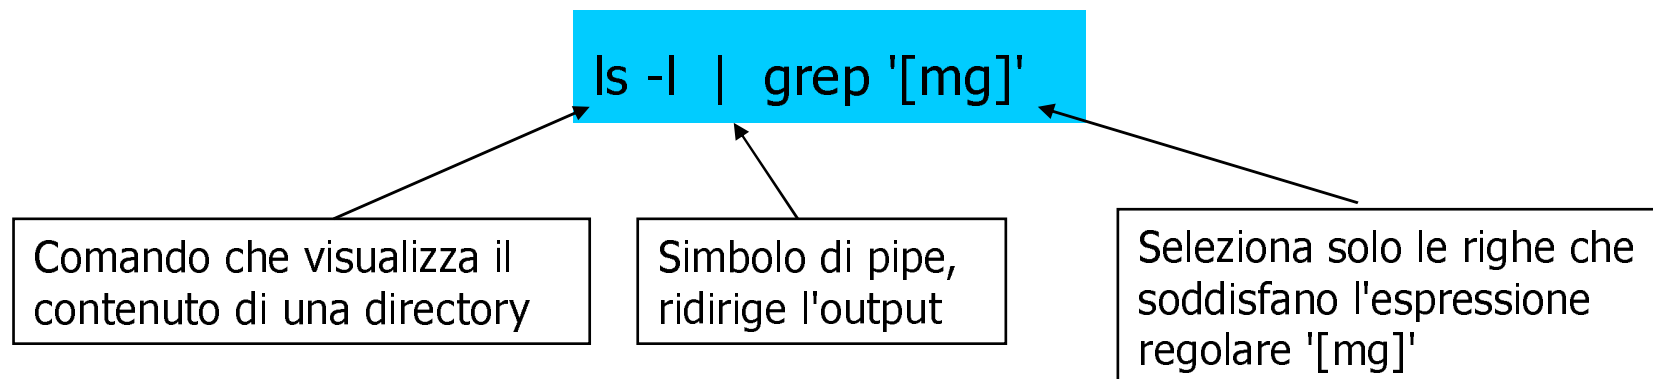 ls -l | grep '[mg]'
Comando che visualizza il
contenuto di una directory
Simbolo di pipe,
ridirige l'output
Seleziona solo le righe che
soddisfano l'espressione
regolare '[mg]'